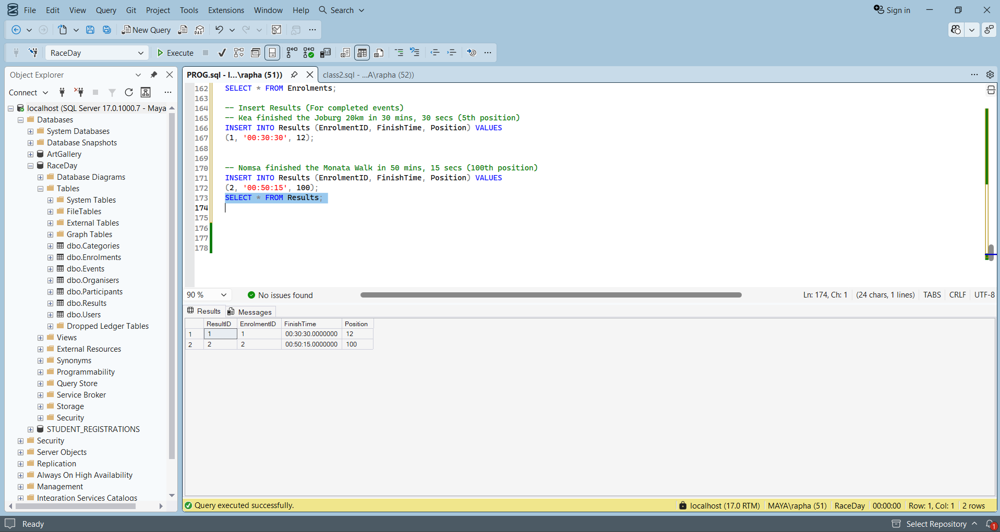 File Edit View Query Git Project Tools Extensions Window Help Search Sign in
New Query DAX
RaceDay Execute
Object Explorer
Connect
localhost (SQL Server 17.0.1000.7 - Maya
Databases
System Databases
Database Snapshots
ArtGallery
RaceDay
Database Diagrams
Tables
System Tables
FileTables
External Tables
Graph Tables
dbo.Categories
dbo.Enrolments
dbo.Events
dbo.Organisers
dbo.Participants
dbo.Results
dbo.Users
Dropped Ledger Tables
Views
External Resources
Synonyms
Programmability
Query Store
Service Broker
Storage
Security
STUDENT_REGISTRATIONS
Security
Server Objects
Replication
Always On High Availability
Management
Integration Services Catalogs
PROG.sql - l...\rapha (51)) class2.sql - ...A\rapha (52))
162 SELECT * FROM Enrolments;
163
164 -- Insert Results (For completed events)
165 -- Kea finished the Joburg 20km in 30 mins, 30 secs (5th position)
166 INSERT INTO Results (EnrolmentID, FinishTime, Position) VALUES
167 (1, '00:30:30', 12);
168
169
170 -- Nomsa finished the Monata Walk in 50 mins, 15 secs (100th position)
171 INSERT INTO Results (EnrolmentID, FinishTime, Position) VALUES
172 (2, '00:50:15', 100);
173 SELECT * FROM Results;
174
175
176
177
178
90 % No issues found Ln: 174, Ch: 1 (24 chars, 1 lines) TABS CRLF UTF-8
Results Messages
ResultID EnrolmentID FinishTime Position
1 1 1 00:30:30.0000000 12
2 2 2 00:50:15.0000000 100
Query executed successfully. localhost (17.0 RTM) MAYA\rapha (51) RaceDay 00:00:00 Row: 1, Col: 1 2 rows
Ready Select Repository 1